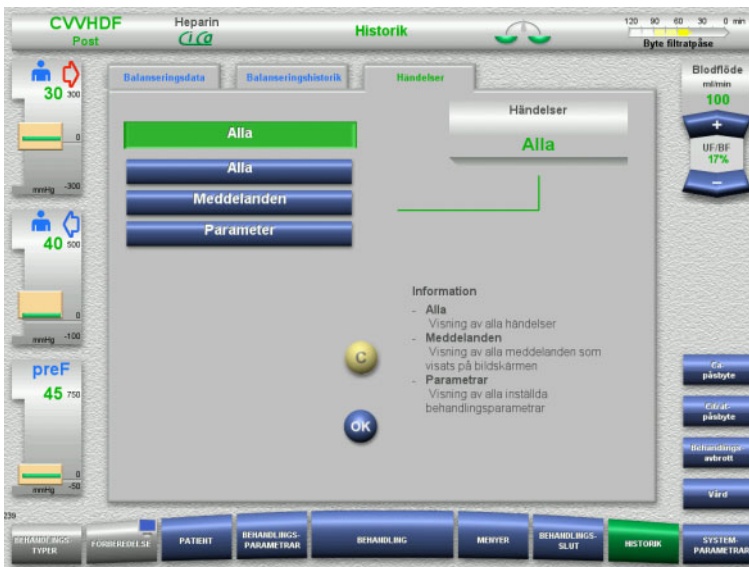 CVVHDF
Post
Heparin
CiCa
Historik
120 90 60 30 0 min
Byte filtratpåse
30 300
0
mmHg -300
40 500
0
mmHg -100
preF
45 750
0
mmHg -50
Balanseringsdata
Balanseringshistorik
Händelser
Alla
Alla
Meddelanden
Parameter
Händelser
Alla
Information
- Alla
Visning av alla händelser
- Meddelanden
Visning av alla meddelanden som
visats på bildskärmen
- Parametrar
Visning av alla inställda
behandlingsparametrar
C
OK
Blodflöde
ml/min
100
+
UF/BF
17%
−
Ca-
påsbyte
Citrat-
påsbyte
Behandlings-
avbrott
Vård
239
BEHANDLINGS-
TYPER
FÖRBEREDELSE
PATIENT
BEHANDLINGS-
PARAMETRAR
BEHANDLING
MENYER
BEHANDLINGS-
SLUT
HISTORIK
SYSTEM-
PARAMETRAR